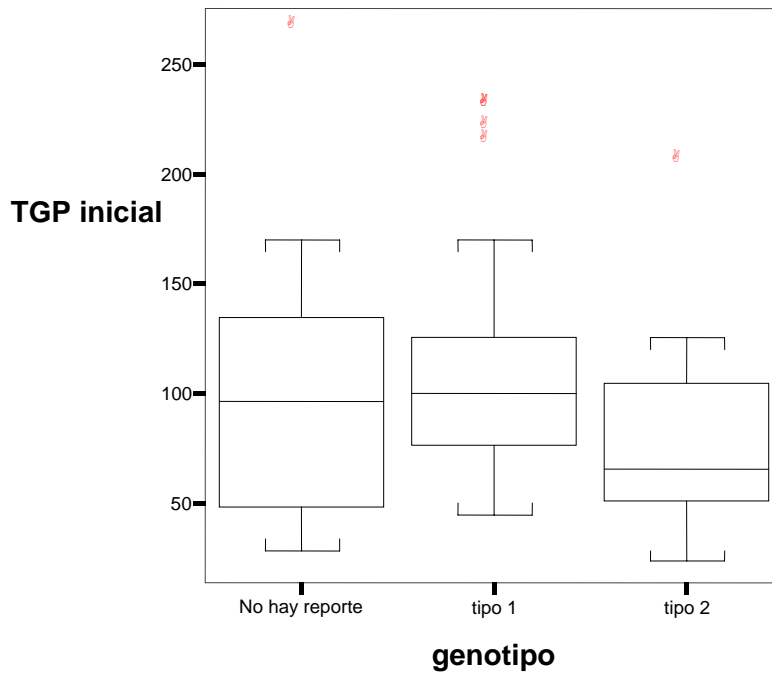 250
200
TGP inicial
150
100
50
No hay reporte
tipo 1
tipo 2
genotipo